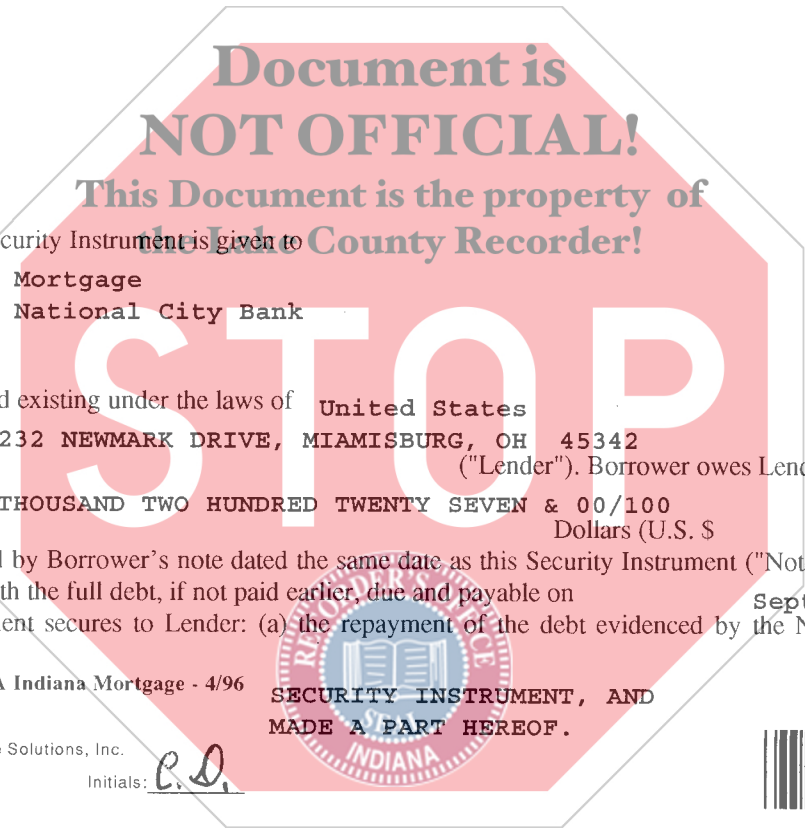 Document is
NOT OFFICIAL!
This Document is the property of
the Lake County Recorder!
curity Instrument is given to
Mortgage
National City Bank
STOP
d existing under the laws of United States
232 NEWMARK DRIVE, MIAMISBURG, OH 45342
("Lender"). Borrower owes Lend
THOUSAND TWO HUNDRED TWENTY SEVEN & 00/100
Dollars (U.S. $
l by Borrower's note dated the same date as this Security Instrument ("Not
th the full debt, if not paid earlier, due and payable on
Sept
ent secures to Lender: (a) the repayment of the debt evidenced by the N
RECORDER'S OFFICE
SEAL
INDIANA
A Indiana Mortgage - 4/96
SECURITY INSTRUMENT, AND
MADE A PART HEREOF.
e Solutions, Inc.
Initials: C. D.